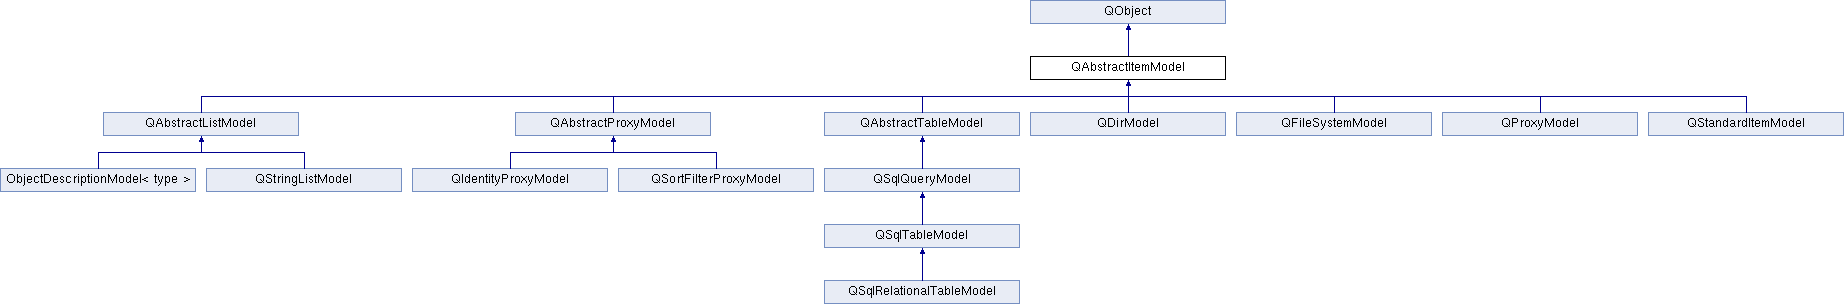 QObject
QAbstractItemModel
QAbstractListModel
QAbstractProxyModel
QAbstractTableModel
QDirModel
QFileSystemModel
QProxyModel
QStandardItemModel
ObjectDescriptionModel< type >
QStringListModel
QIdentityProxyModel
QSortFilterProxyModel
QSqlQueryModel
QSqlTableModel
QSqlRelationalTableModel